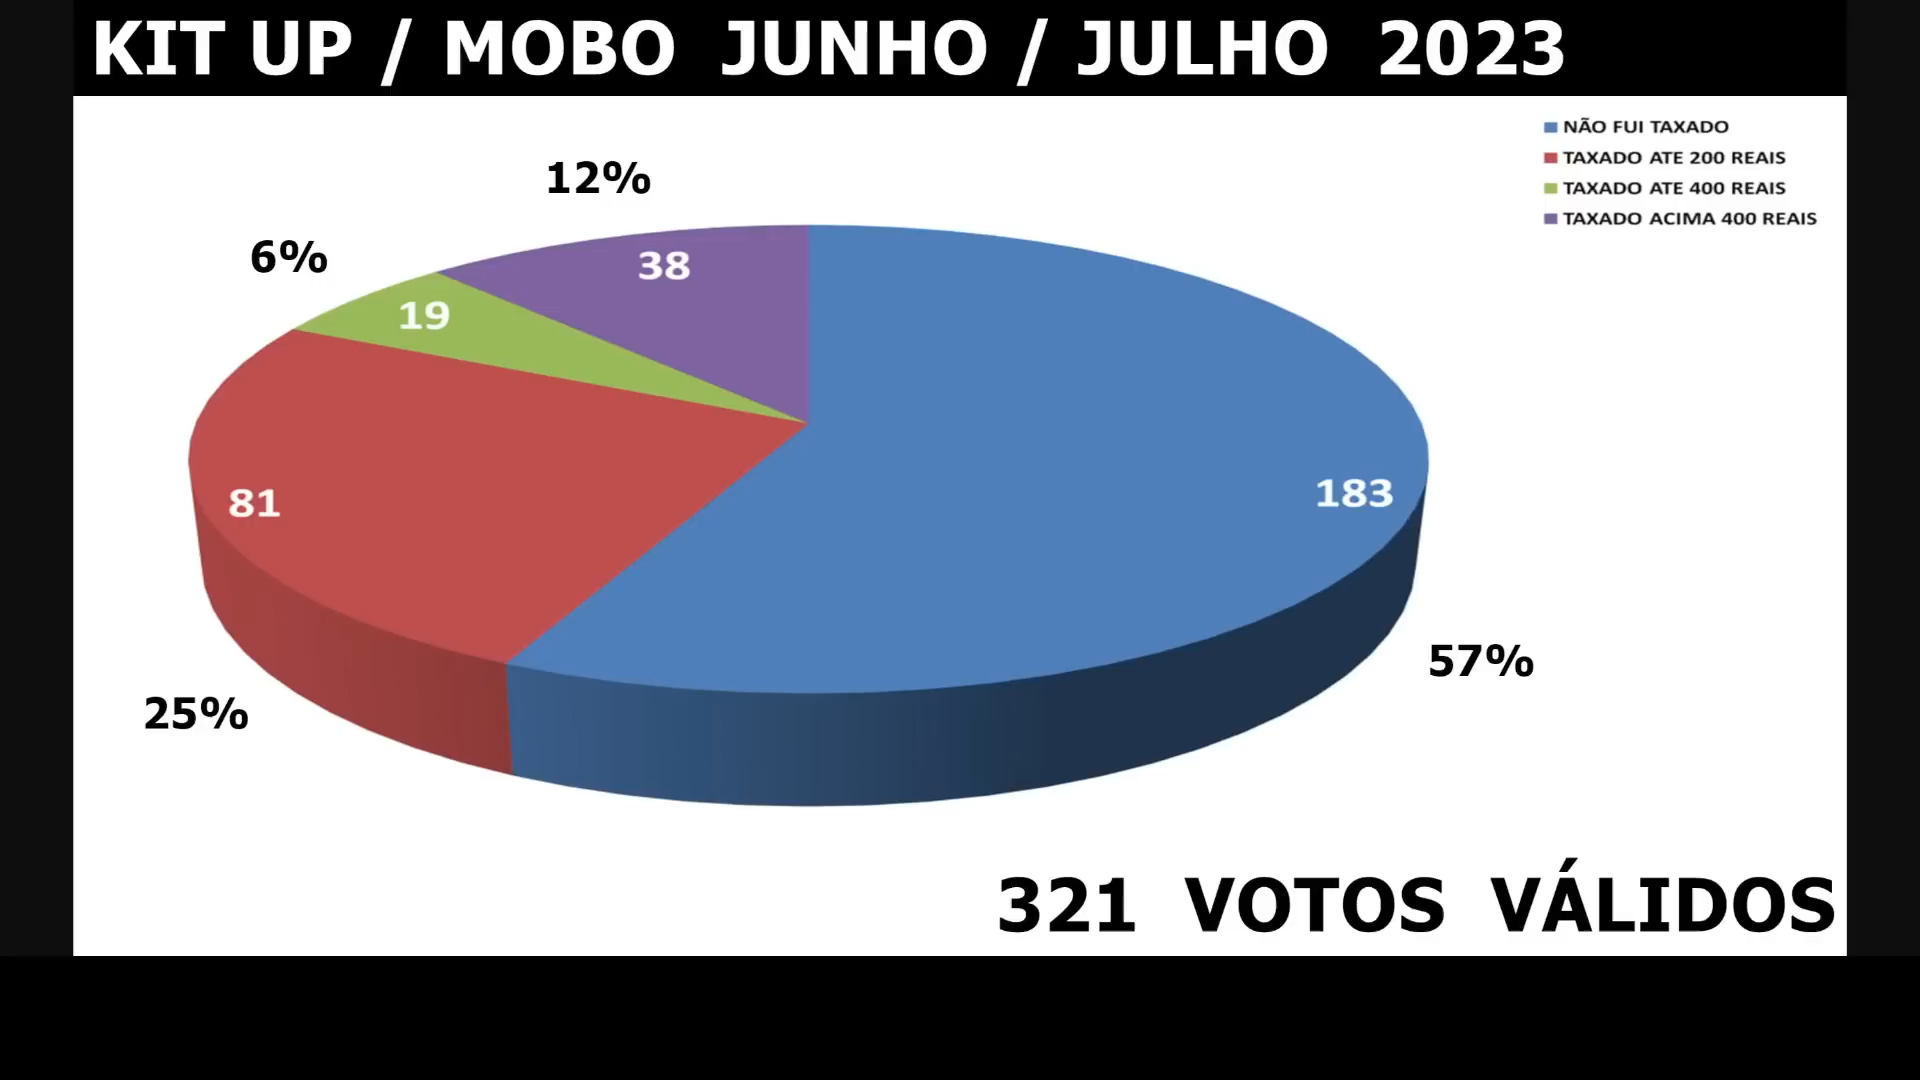 KIT UP / MOBO JUNHO / JULHO 2023
NÃO FUI TAXADO
TAXADO ATE 200 REAIS
TAXADO ATE 400 REAIS
TAXADO ACIMA 400 REAIS
12%
6%
38
19
183
81
57%
25%
321 VOTOS VÁLIDOS